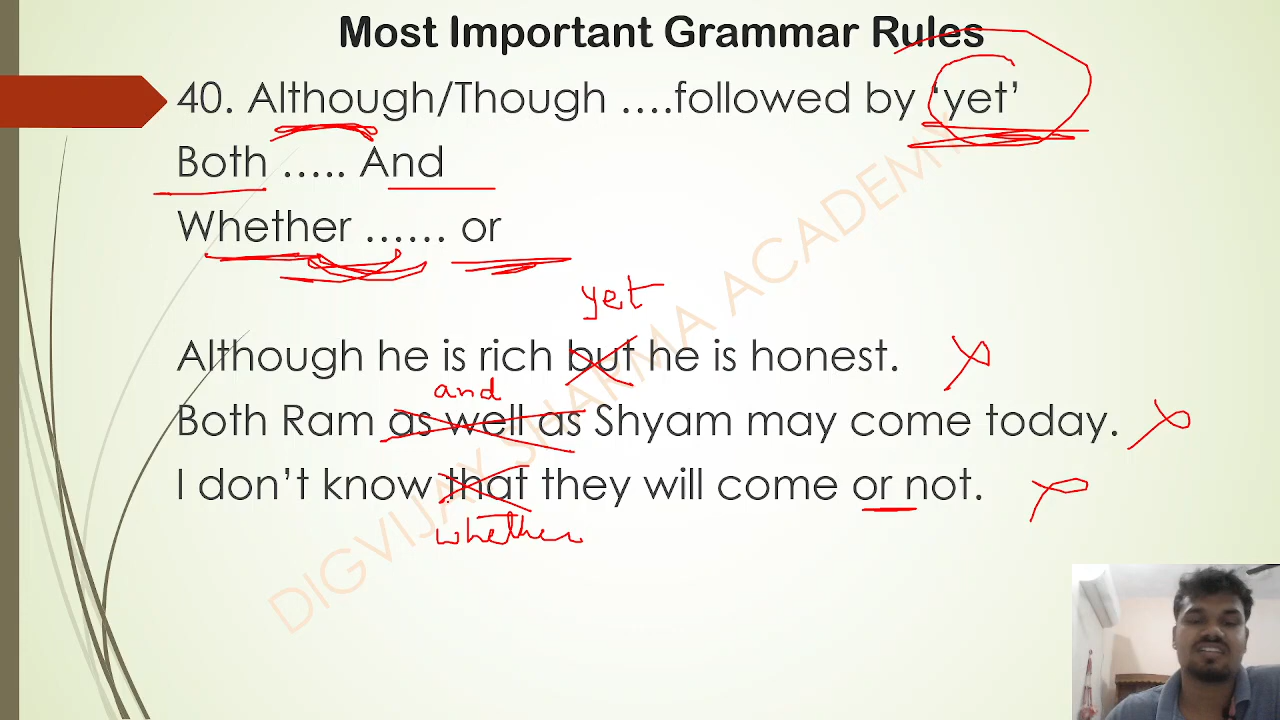 Most Important Grammar Rules
40. Although/Though ....followed by ‘yet’
Both ..... And
Whether ...... or
yet
Although he is rich but he is honest.
and
Both Ram as well as Shyam may come today.
I don’t know that they will come or not.
whether
DIGVIJAY SHARMA ACADEMY